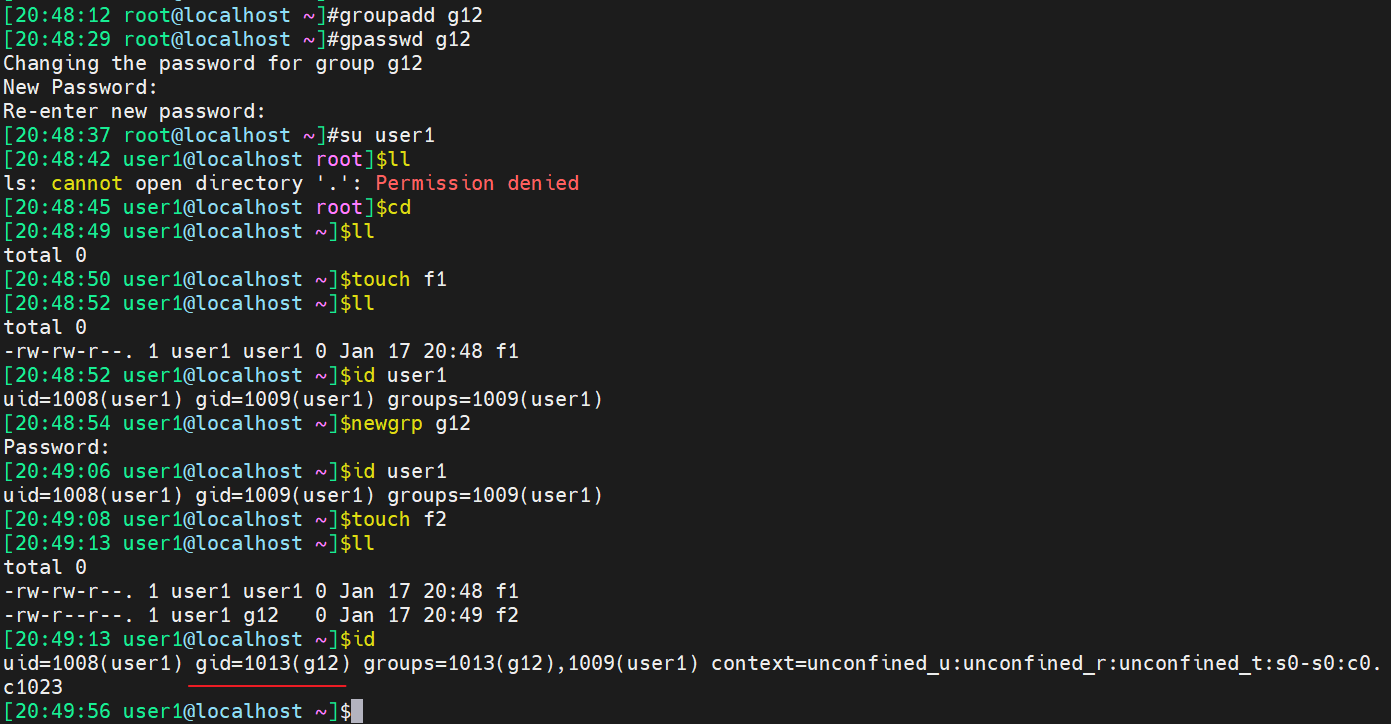 [20:48:12 root@localhost ~]#groupadd g12
[20:48:29 root@localhost ~]#gpasswd g12
Changing the password for group g12
New Password:
Re-enter new password:
[20:48:37 root@localhost ~]#su user1
[20:48:42 user1@localhost root]$ll
ls: cannot open directory '.': Permission denied
[20:48:45 user1@localhost root]$cd
[20:48:49 user1@localhost ~]$ll
total 0
[20:48:50 user1@localhost ~]$touch f1
[20:48:52 user1@localhost ~]$ll
total 0
-rw-rw-r--. 1 user1 user1 0 Jan 17 20:48 f1
[20:48:52 user1@localhost ~]$id user1
uid=1008(user1) gid=1009(user1) groups=1009(user1)
[20:48:54 user1@localhost ~]$newgrp g12
Password:
[20:49:06 user1@localhost ~]$id user1
uid=1008(user1) gid=1009(user1) groups=1009(user1)
[20:49:08 user1@localhost ~]$touch f2
[20:49:13 user1@localhost ~]$ll
total 0
-rw-rw-r--. 1 user1 user1 0 Jan 17 20:48 f1
-rw-r--r--. 1 user1 g12   0 Jan 17 20:49 f2
[20:49:13 user1@localhost ~]$id
uid=1008(user1) gid=1013(g12) groups=1013(g12),1009(user1) context=unconfined_u:unconfined_r:unconfined_t:s0-s0:c0.
c1023
[20:49:56 user1@localhost ~]$